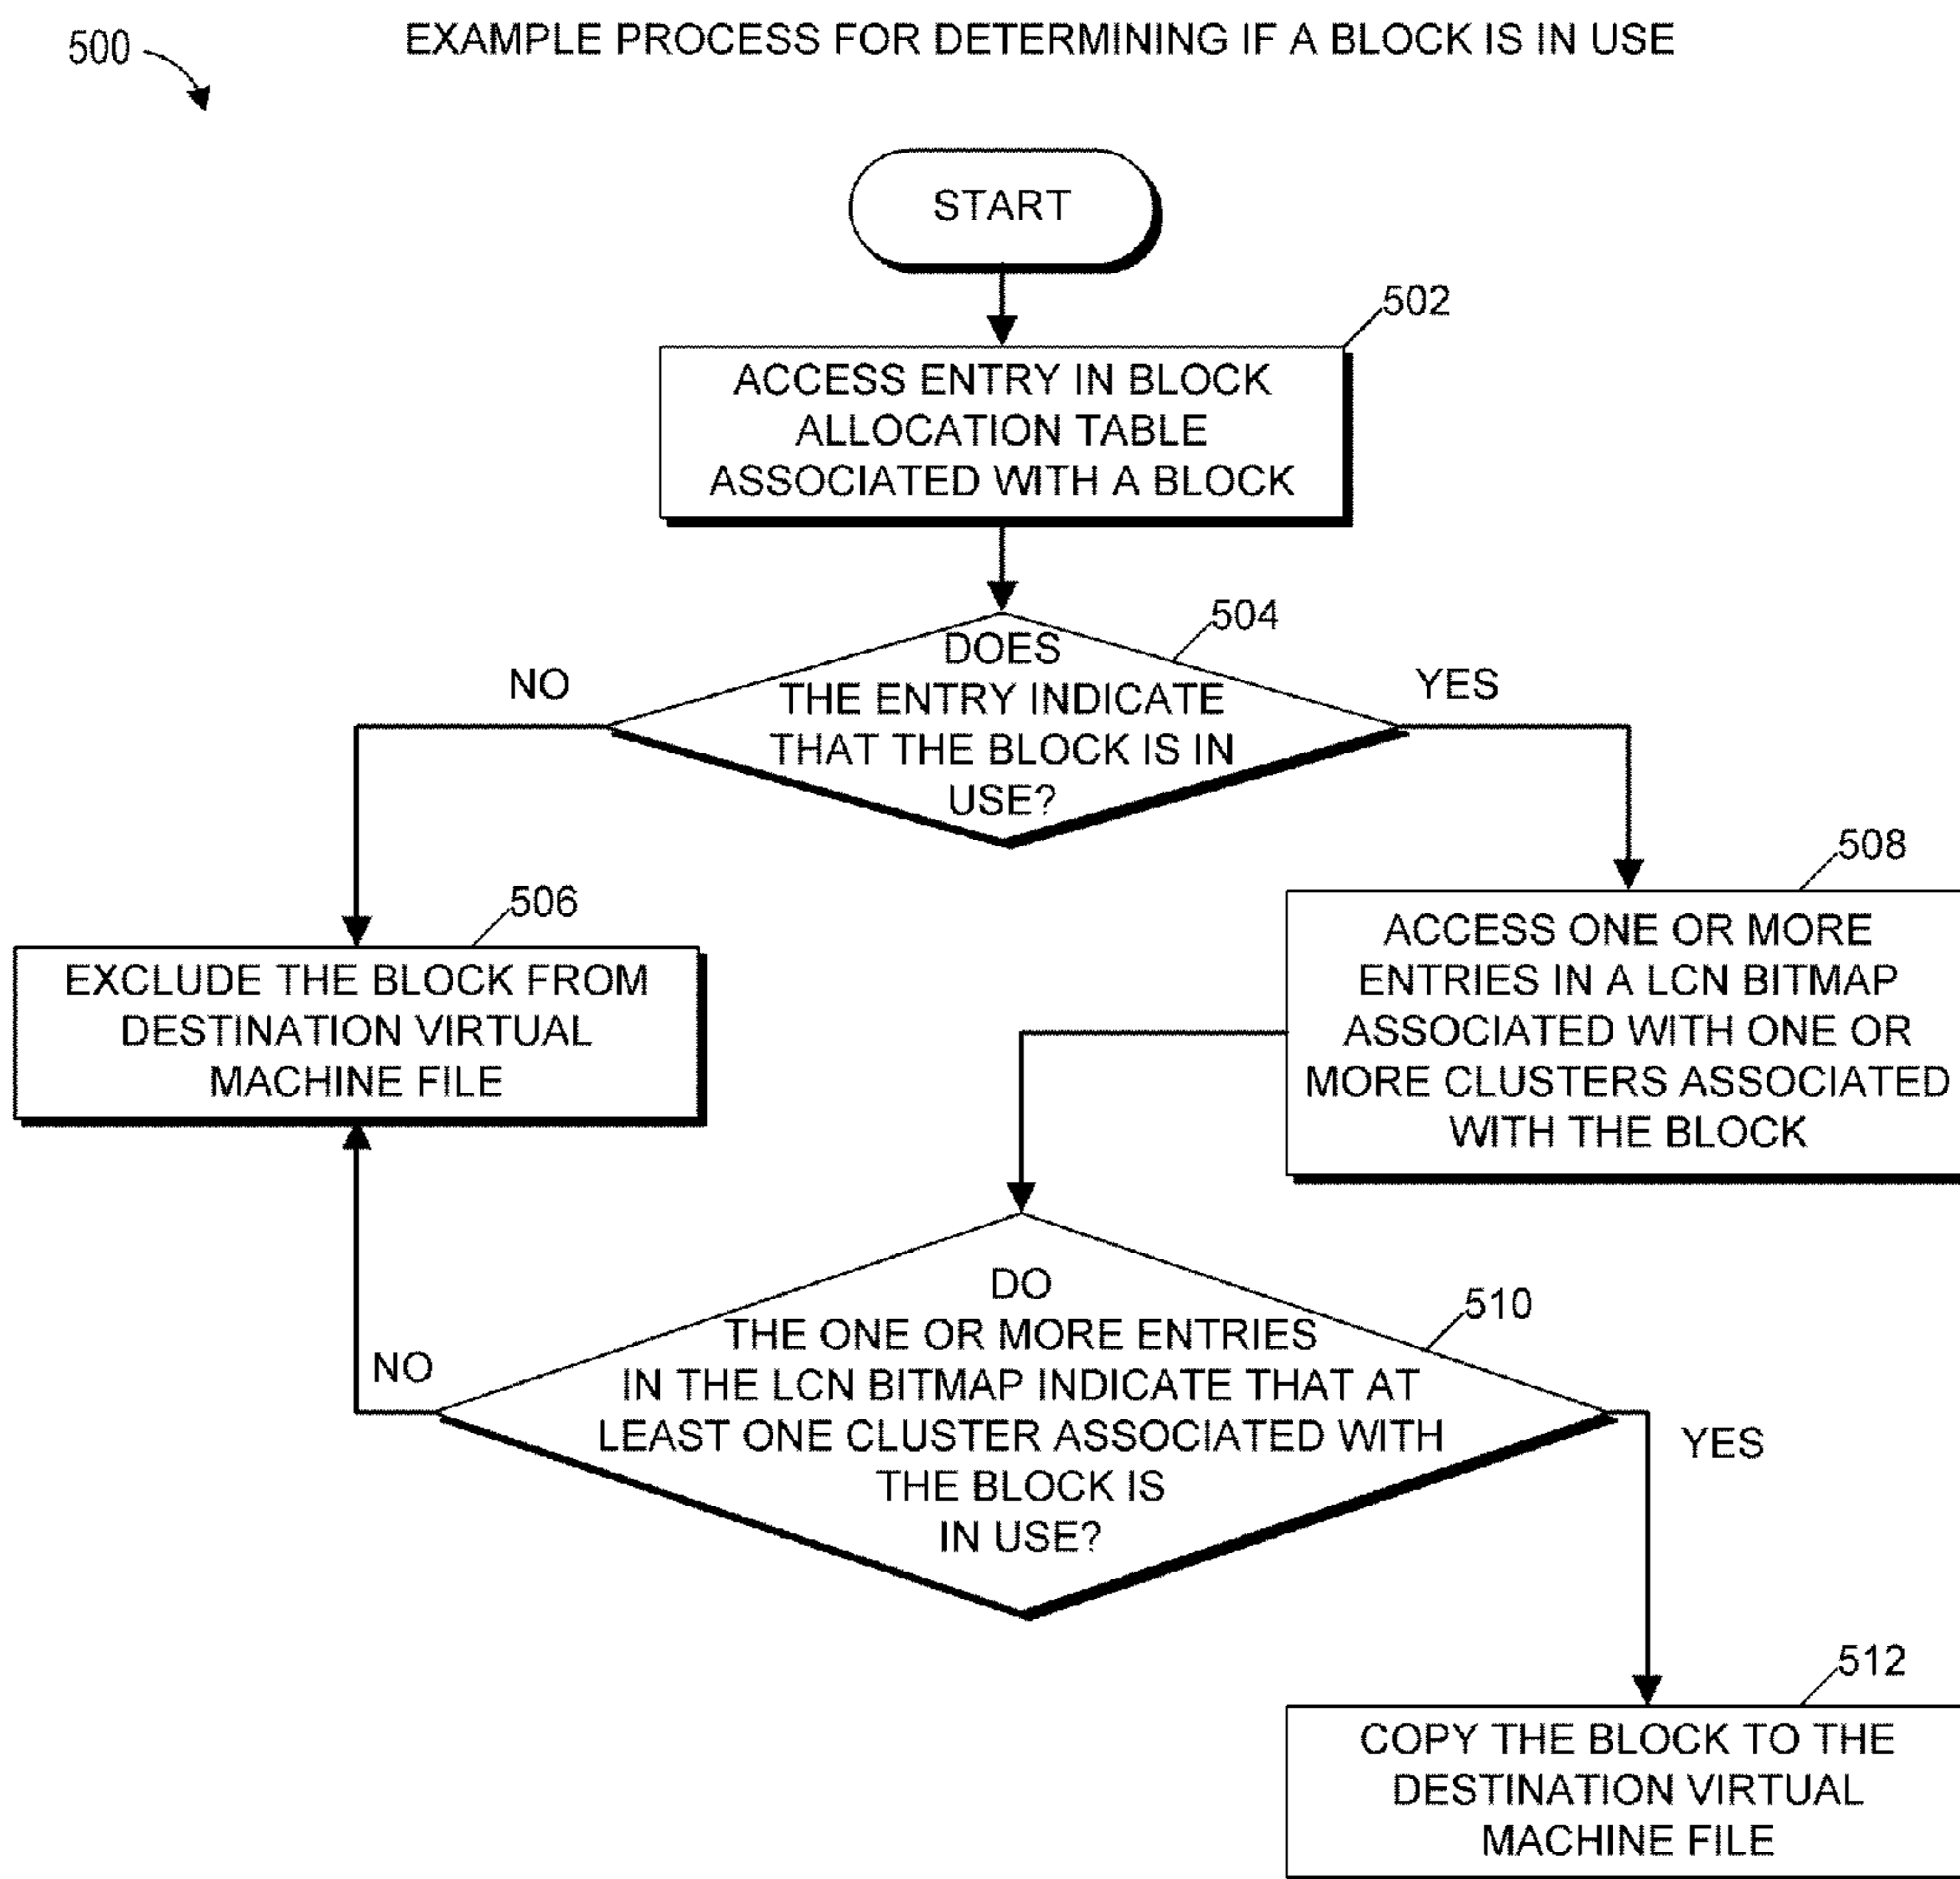 500
EXAMPLE PROCESS FOR DETERMINING IF A BLOCK IS IN USE
START
502
ACCESS ENTRY IN BLOCK
ALLOCATION TABLE
ASSOCIATED WITH A BLOCK
504
DOES
THE ENTRY INDICATE
THAT THE BLOCK IS IN
USE?
NO
YES
506
EXCLUDE THE BLOCK FROM
DESTINATION VIRTUAL
MACHINE FILE
508
ACCESS ONE OR MORE
ENTRIES IN A LCN BITMAP
ASSOCIATED WITH ONE OR
MORE CLUSTERS ASSOCIATED
WITH THE BLOCK
510
DO
THE ONE OR MORE ENTRIES
IN THE LCN BITMAP INDICATE THAT AT
LEAST ONE CLUSTER ASSOCIATED WITH
THE BLOCK IS
IN USE?
NO
YES
512
COPY THE BLOCK TO THE
DESTINATION VIRTUAL
MACHINE FILE